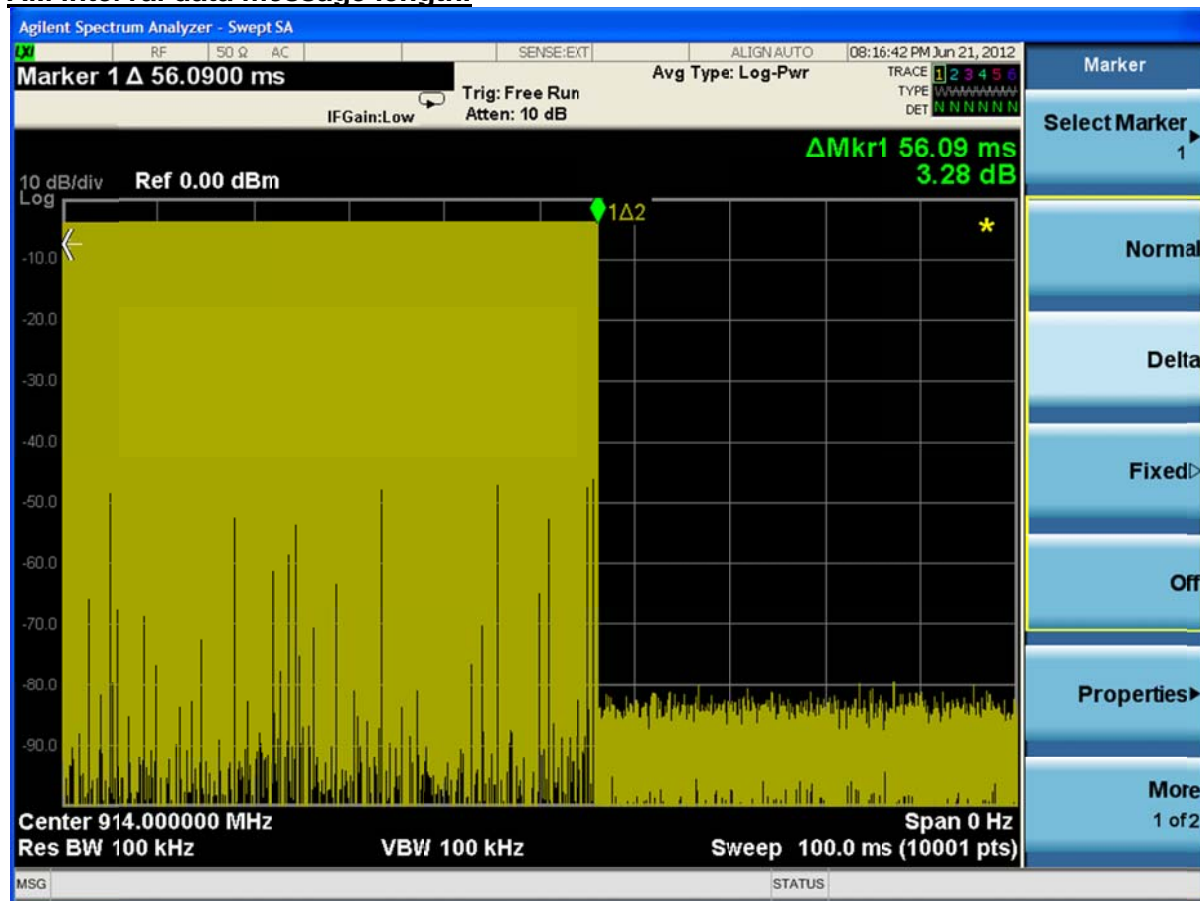 Agilent Spectrum Analyzer - Swept SA
LXI RF 50 Ω AC SENSE:EXT ALIGN AUTO 08:16:42 PM Jun 21, 2012
Marker 1 Δ 56.0900 ms
IFGain:Low
Trig: Free Run
Atten: 10 dB
Avg Type: Log-Pwr
TRACE 1 2 3 4 5 6
TYPE WWWWWW
DET N N N N N N
ΔMkr1 56.09 ms
3.28 dB
10 dB/div Ref 0.00 dBm
Log
1Δ2
*
-10.0
-20.0
-30.0
-40.0
-50.0
-60.0
-70.0
-80.0
-90.0
Center 914.000000 MHz Span 0 Hz
Res BW 100 kHz VBW 100 kHz Sweep 100.0 ms (10001 pts)
MSG STATUS
Marker
Select Marker
1
Normal
Delta
Fixed
Off
Properties
More
1 of 2